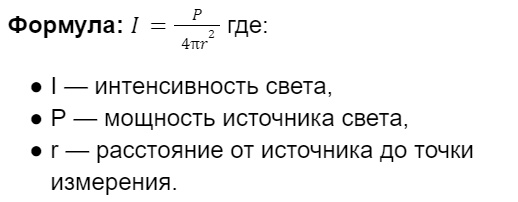 Формула: I = P / 4πr² где:
● I — интенсивность света,
● P — мощность источника света,
● r — расстояние от источника до точки
измерения.